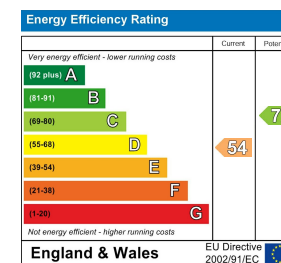 Energy Efficiency Rating
Current
Very energy efficient - lower running costs
(92 plus) A
(81-91) B
(69-80) C
(55-68) D
54
(39-54) E
(21-38) F
(1-20) G
Not energy efficient - higher running costs
England & Wales
EU Directive
2002/91/EC